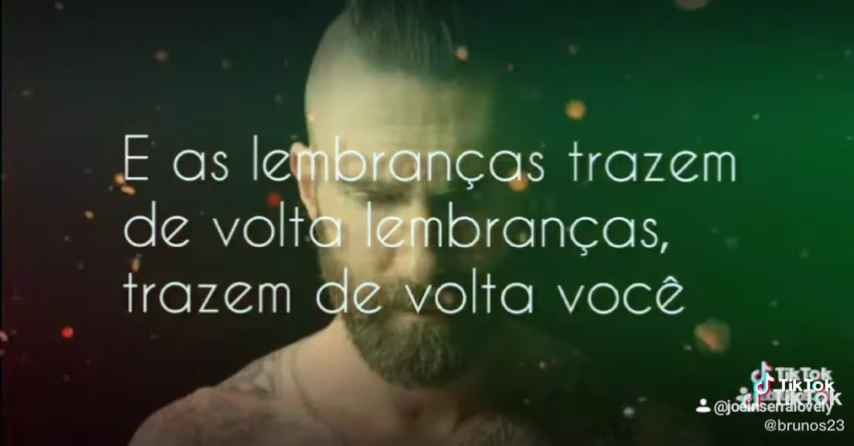 E as lembranças trazem
de volta lembranças,
trazem de volta você
TikTok
TikTok
@joeinserralovely
@brunos23